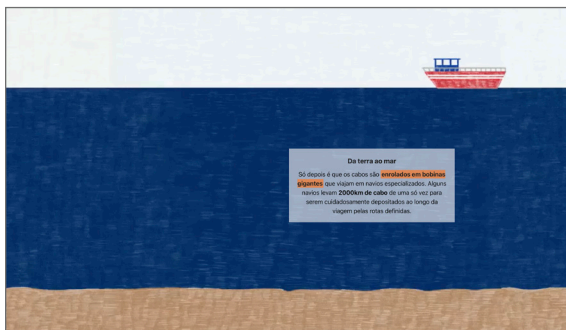 Da terra ao mar
Só depois é que os cabos são enrolados em bobinas
gigantes que viajam em navios especializados. Alguns
navios levam 2000km de cabo de uma só vez para
serem cuidadosamente depositados ao longo da
viagem pelas rotas definidas.